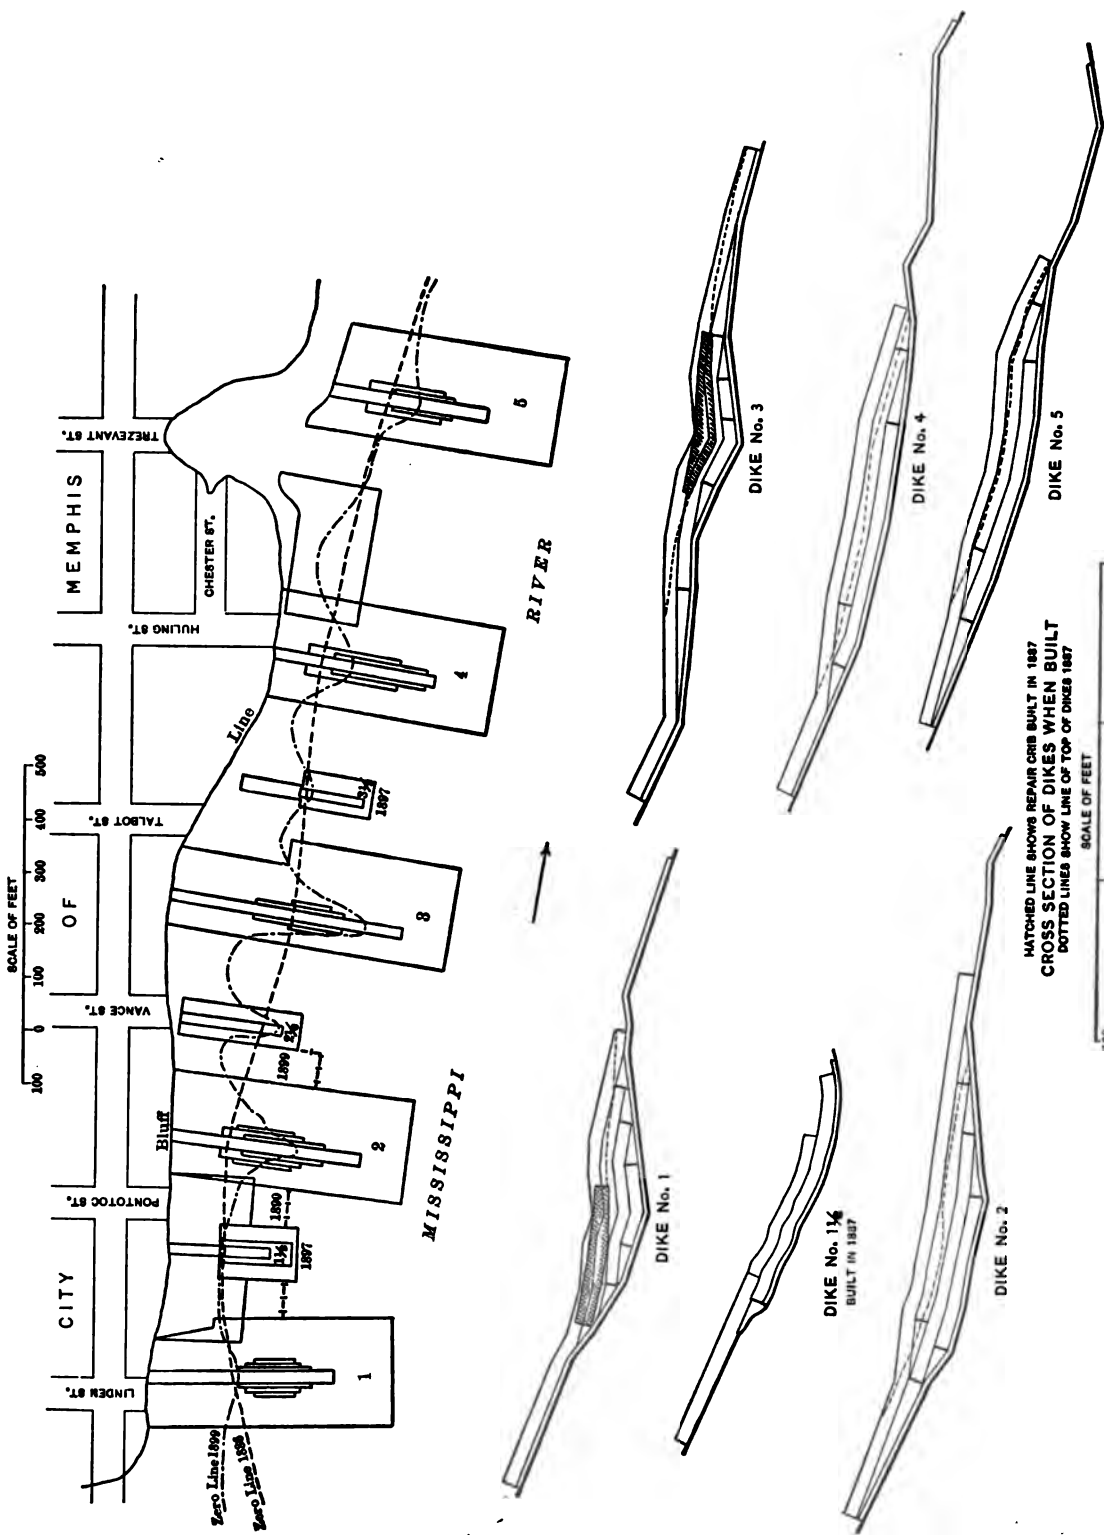 SCALE OF FEET
100 0 100 200 300 400 500
CITY OF MEMPHIS
LINDEN ST.
PONTOTOC ST.
VANCE ST.
TALBOT ST.
HULING ST.
CHESTER ST.
TREZEVANT ST.
Bluff Line
Zero Line 1899
1
1½
1897
1890
2
1899
2½
3
3½
1897
4
5
MISSISSIPPI RIVER
DIKE No. 1
DIKE No. 1½
BUILT IN 1887
DIKE No. 2
DIKE No. 3
DIKE No. 4
DIKE No. 5
HATCHED LINE SHOWS REPAIR CRIB BUILT IN 1887
CROSS SECTION OF DIKES WHEN BUILT
DOTTED LINES SHOW LINE OF TOP OF DIKES 1887
SCALE OF FEET